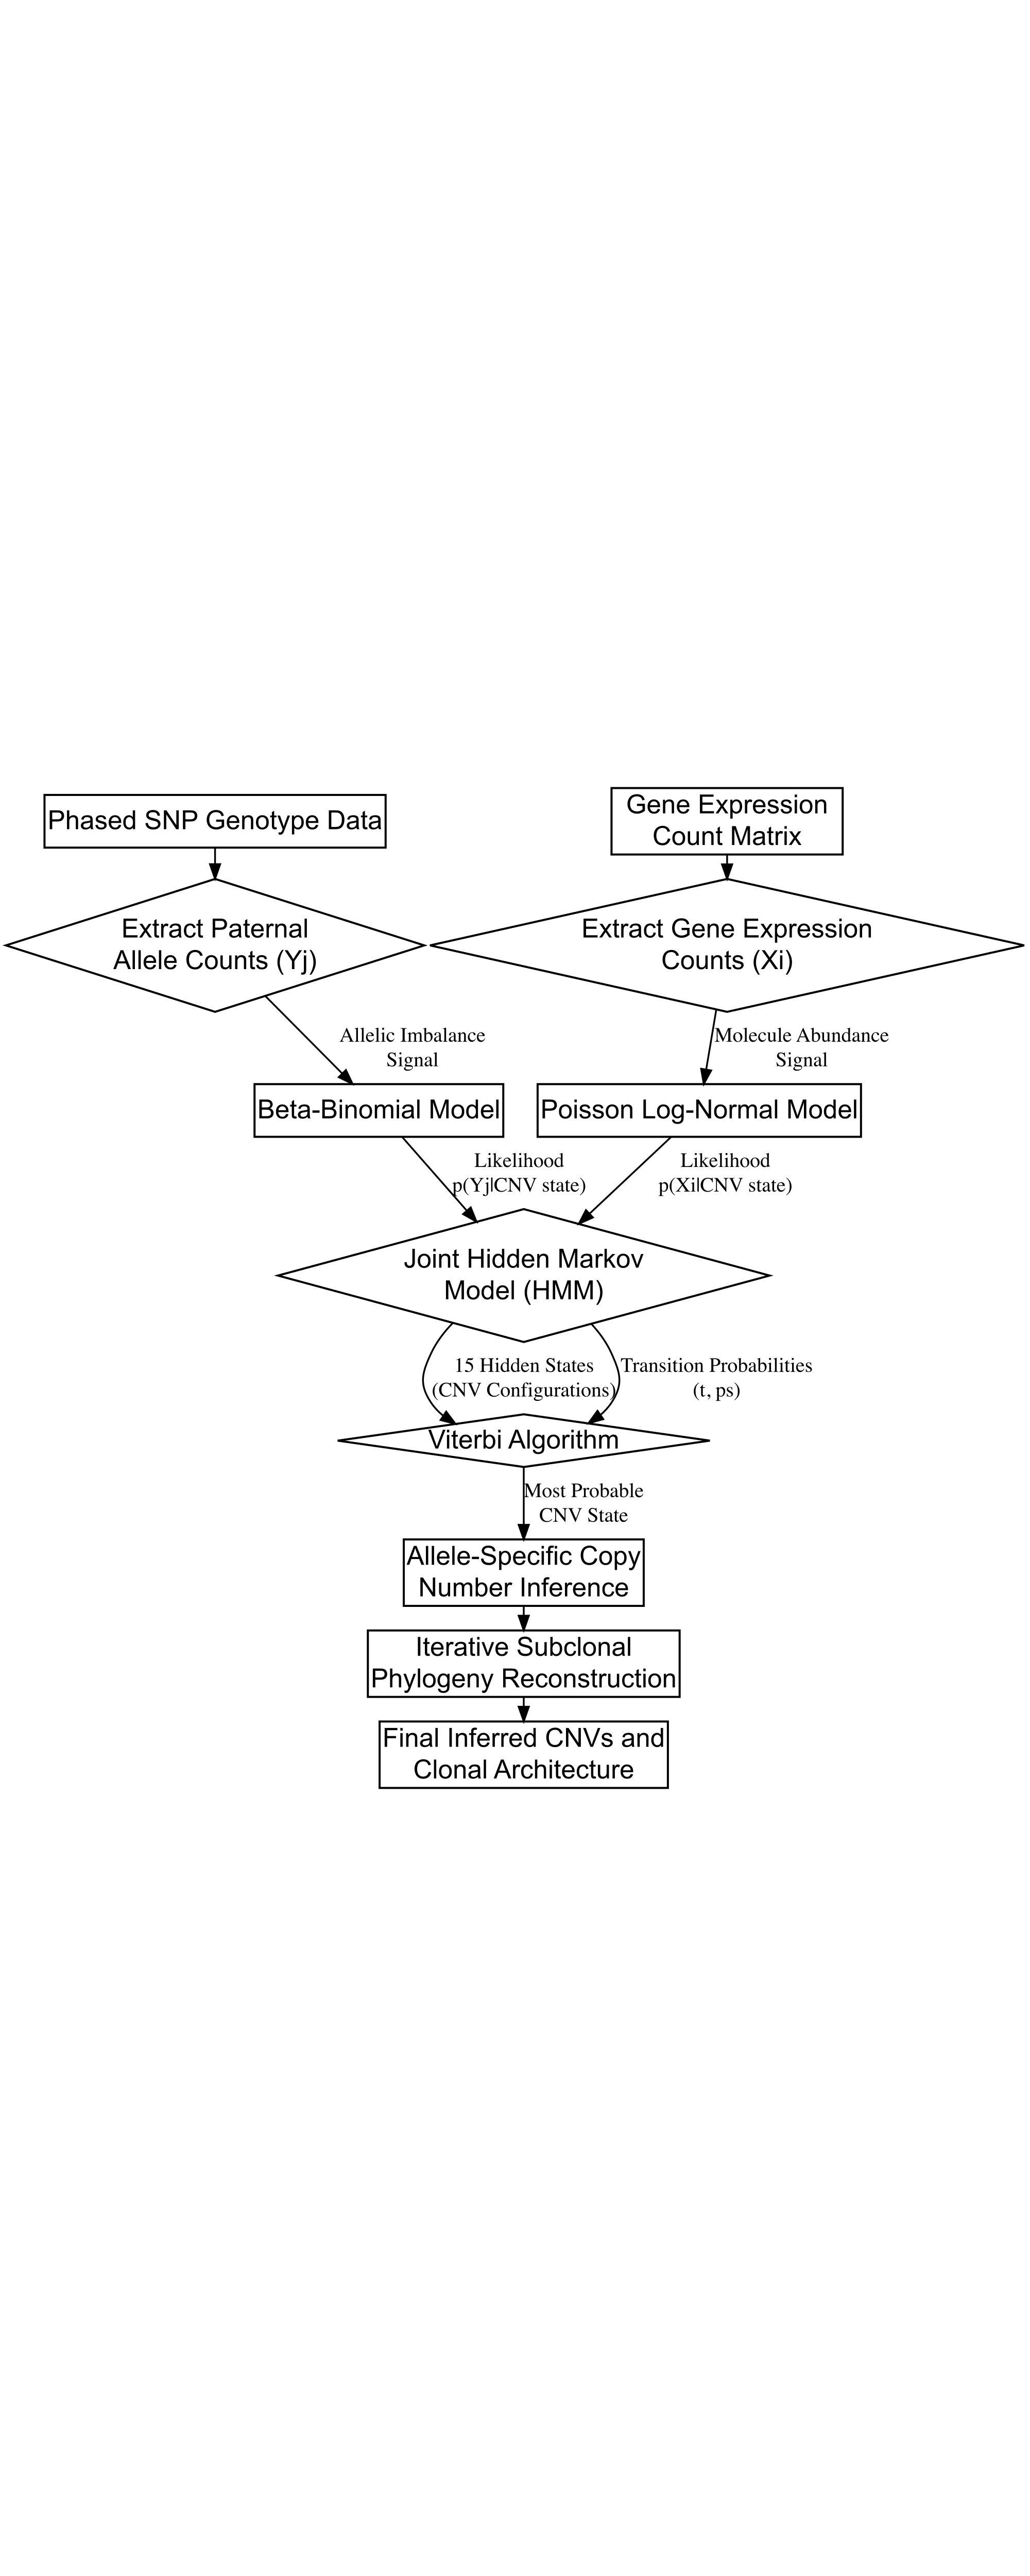 Phased SNP Genotype Data
Gene Expression
Count Matrix
Extract Paternal
Allele Counts (Yj)
Extract Gene Expression
Counts (Xi)
Allelic Imbalance
Signal
Molecule Abundance
Signal
Beta-Binomial Model
Poisson Log-Normal Model
Likelihood
p(Yj|CNV state)
Likelihood
p(Xi|CNV state)
Joint Hidden Markov
Model (HMM)
15 Hidden States
(CNV Configurations)
Transition Probabilities
(t, ps)
Viterbi Algorithm
Most Probable
CNV State
Allele-Specific Copy
Number Inference
Iterative Subclonal
Phylogeny Reconstruction
Final Inferred CNVs and
Clonal Architecture